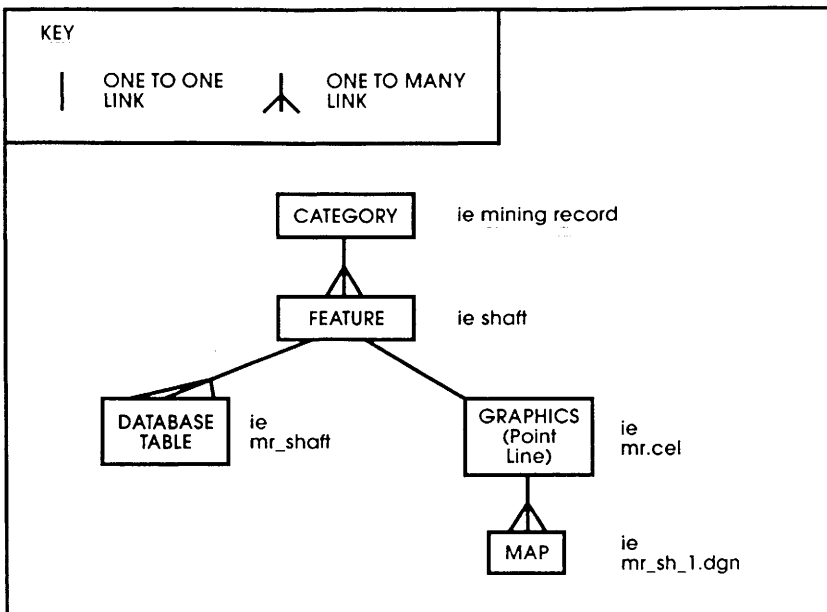 KEY
ONE TO ONE
LINK
ONE TO MANY
LINK
CATEGORY
ie mining record
FEATURE
ie shaft
DATABASE
TABLE
ie
mr_shaft
GRAPHICS
(Point
Line)
ie
mr.cel
MAP
ie
mr_sh_1.dgn